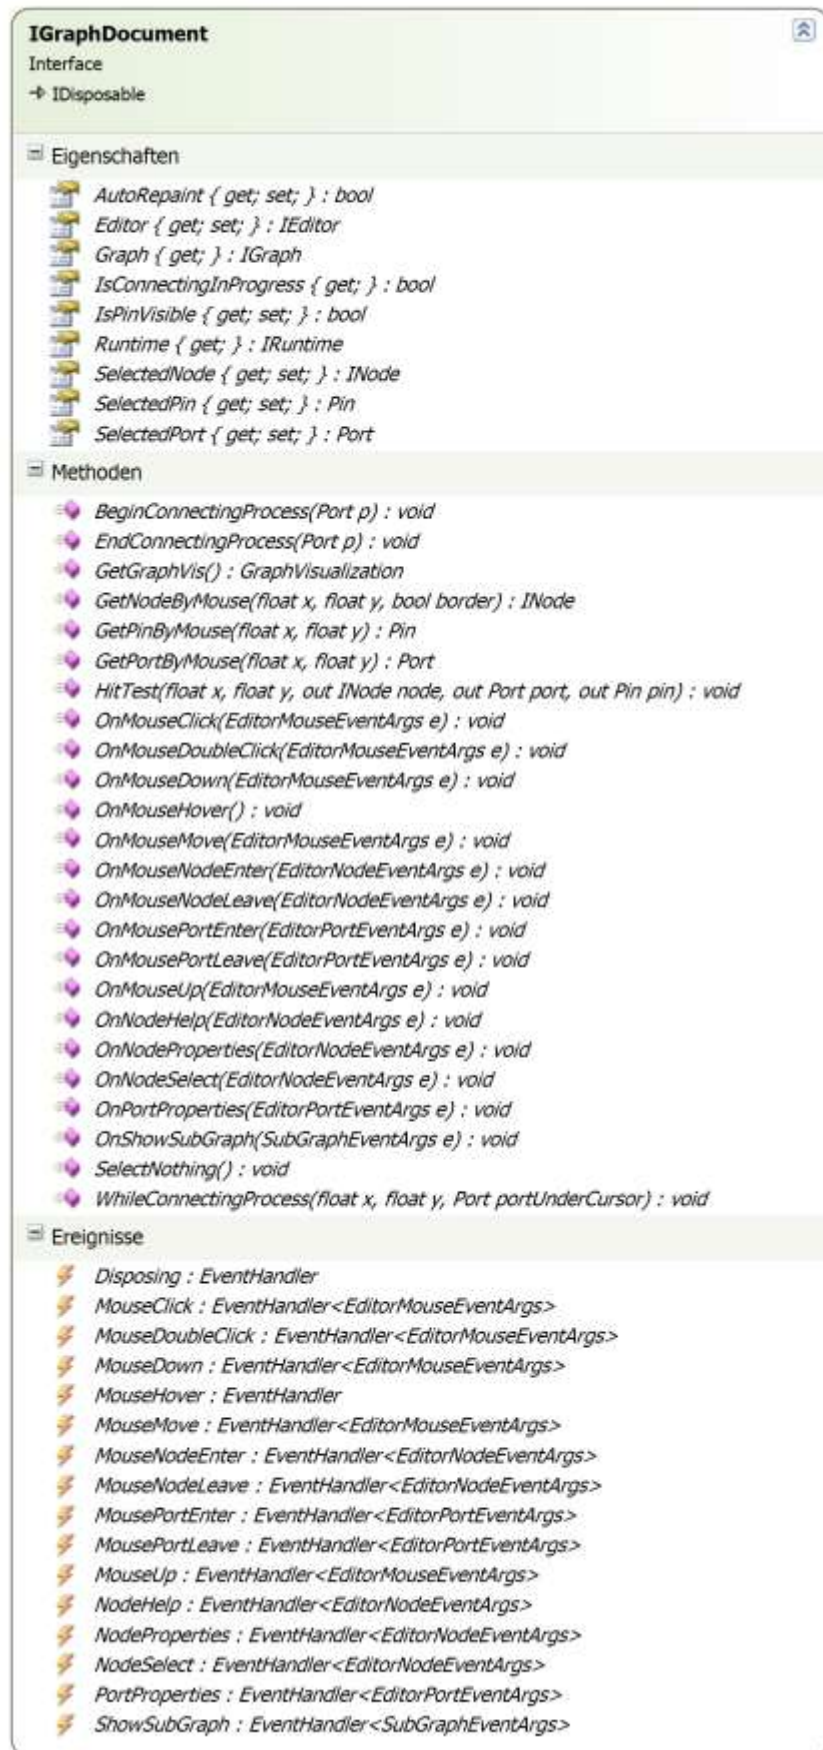 IGraphDocument
Interface
IDisposable
Eigenschaften
AutoRepaint { get; set; } : bool
Editor { get; set; } : IEditor
Graph { get; } : IGraph
IsConnectingInProgress { get; } : bool
IsPinVisible { get; set; } : bool
Runtime { get; } : IRuntime
SelectedNode { get; set; } : INode
SelectedPin { get; set; } : Pin
SelectedPort { get; set; } : Port
Methoden
BeginConnectingProcess(Port p) : void
EndConnectingProcess(Port p) : void
GetGraphVis() : GraphVisualization
GetNodeByMouse(float x, float y, bool border) : INode
GetPinByMouse(float x, float y) : Pin
GetPortByMouse(float x, float y) : Port
HitTest(float x, float y, out INode node, out Port port, out Pin pin) : void
OnMouseClick(EditorMouseEventArgs e) : void
OnMouseDoubleClick(EditorMouseEventArgs e) : void
OnMouseDown(EditorMouseEventArgs e) : void
OnMouseHover() : void
OnMouseMove(EditorMouseEventArgs e) : void
OnMouseNodeEnter(EditorNodeEventArgs e) : void
OnMouseNodeLeave(EditorNodeEventArgs e) : void
OnMousePortEnter(EditorPortEventArgs e) : void
OnMousePortLeave(EditorPortEventArgs e) : void
OnMouseUp(EditorMouseEventArgs e) : void
OnNodeHelp(EditorNodeEventArgs e) : void
OnNodeProperties(EditorNodeEventArgs e) : void
OnNodeSelect(EditorNodeEventArgs e) : void
OnPortProperties(EditorPortEventArgs e) : void
OnShowSubGraph(SubGraphEventArgs e) : void
SelectNothing() : void
WhileConnectingProcess(float x, float y, Port portUnderCursor) : void
Ereignisse
Disposing : EventHandler
MouseClick : EventHandler<EditorMouseEventArgs>
MouseDoubleClick : EventHandler<EditorMouseEventArgs>
MouseDown : EventHandler<EditorMouseEventArgs>
MouseHover : EventHandler
MouseMove : EventHandler<EditorMouseEventArgs>
MouseNodeEnter : EventHandler<EditorNodeEventArgs>
MouseNodeLeave : EventHandler<EditorNodeEventArgs>
MousePortEnter : EventHandler<EditorPortEventArgs>
MousePortLeave : EventHandler<EditorPortEventArgs>
MouseUp : EventHandler<EditorMouseEventArgs>
NodeHelp : EventHandler<EditorNodeEventArgs>
NodeProperties : EventHandler<EditorNodeEventArgs>
NodeSelect : EventHandler<EditorNodeEventArgs>
PortProperties : EventHandler<EditorPortEventArgs>
ShowSubGraph : EventHandler<SubGraphEventArgs>